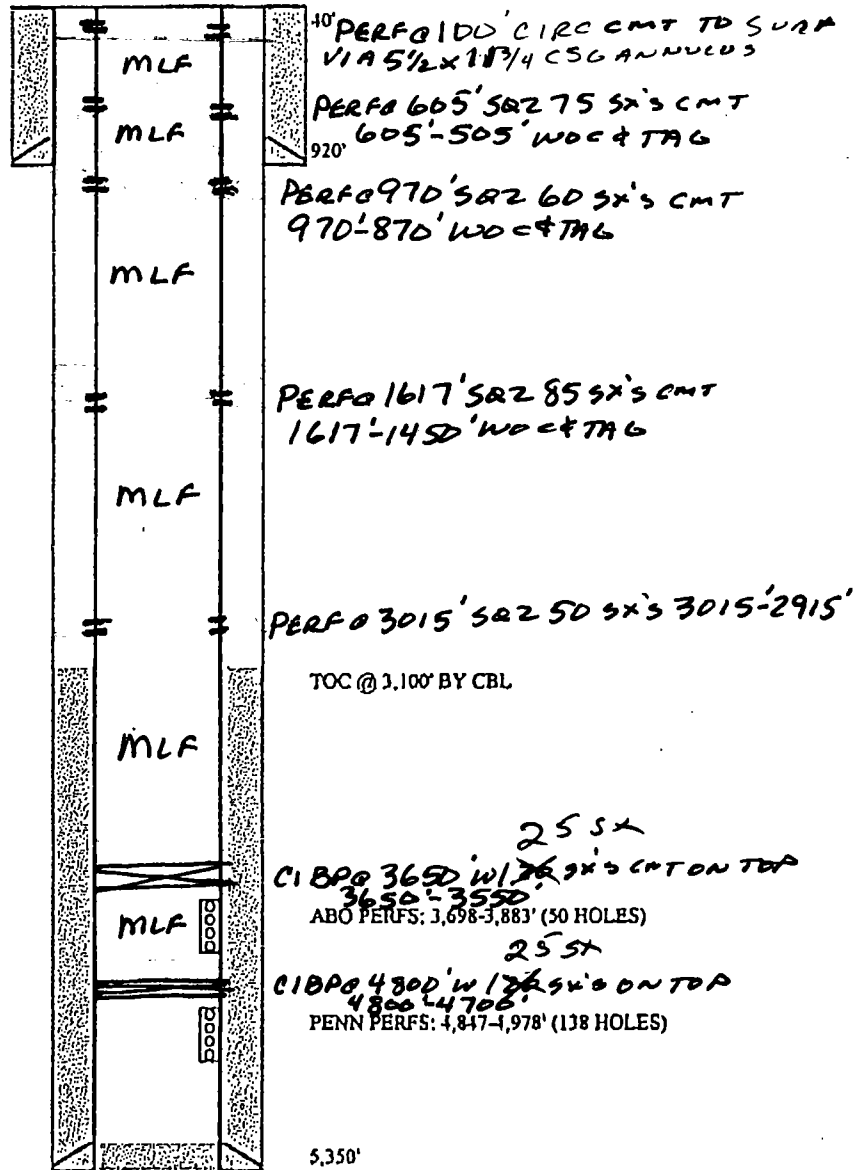 40' PERF@100' CIRC CMT TO SURF
MLF
VIA 5½ x 11¾ CSG ANNULUS
PERF@ 605' SQZ 75 SX'S CMT
MLF
605'-505' WOC & TAG
920'
PERF@970' SQZ 60 SX'S CMT
970'-870' WOC & TAG
MLF
PERF@ 1617' SQZ 85 SX'S CMT
1617'-1450' WOC & TAG
MLF
PERF @ 3015' SQZ 50 SX'S 3015'-2915'
TOC @ 3,100' BY CBL
MLF
25 SX
CIBP@ 3650' W/ SX'S CMT ON TOP
3650'-3550'
MLF
ABO PERFS: 3,698-3,883' (50 HOLES)
25 SX
CIBP@ 4800' W/ SX'S ON TOP
4800'-4700'
PENN PERFS: 4,847-4,978' (138 HOLES)
5,350'